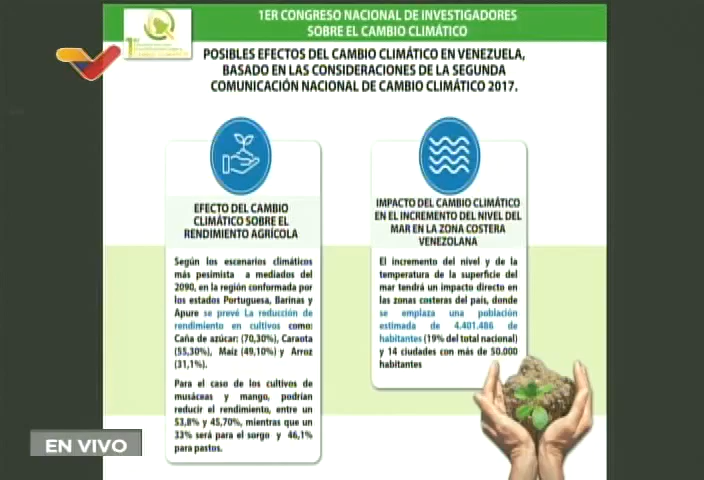 1ER CONGRESO NACIONAL DE INVESTIGADORES
SOBRE EL CAMBIO CLIMÁTICO
POSIBLES EFECTOS DEL CAMBIO CLIMÁTICO EN VENEZUELA,
BASADO EN LAS CONSIDERACIONES DE LA SEGUNDA
COMUNICACIÓN NACIONAL DE CAMBIO CLIMÁTICO 2017.
EFECTO DEL CAMBIO
CLIMÁTICO SOBRE EL
RENDIMIENTO AGRÍCOLA
Según los escenarios climáticos
más pesimista a mediados del
2090, en la región conformada por
los estados Portuguesa, Barinas y
Apure se prevé La reducción de
rendimiento en cultivos como:
Caña de azúcar: (70,30%), Caraota
(55,30%), Maíz (49,10%) y Arroz
(31,1%).
Para el caso de los cultivos de
musáceas y mango, podrían
reducir el rendimiento, entre un
53,8% y 45,70%, mientras que un
33% será para el sorgo y 46,1%
para pastos.
IMPACTO DEL CAMBIO CLIMÁTICO
EN EL INCREMENTO DEL NIVEL DEL
MAR EN LA ZONA COSTERA
VENEZOLANA
El incremento del nivel y de la
temperatura de la superficie del
mar tendrá un impacto directo en
las zonas costeras del país, donde
se emplaza una población
estimada de 4.401.486 de
habitantes (19% del total nacional)
y 14 ciudades con más de 50.000
habitantes
EN VIVO